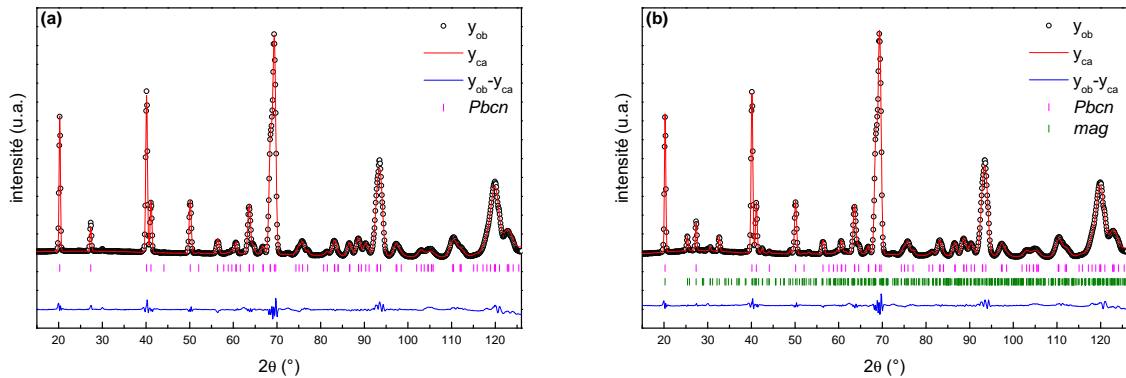 (a)
y_ob
y_ca
y_ob-y_ca
Pbcn
intensité (u.a.)
20 30 40 50 60 70 80 90 100 110 120
2θ (°)
(b)
y_ob
y_ca
y_ob-y_ca
Pbcn
mag
intensité (u.a.)
20 30 40 50 60 70 80 90 100 110 120
2θ (°)